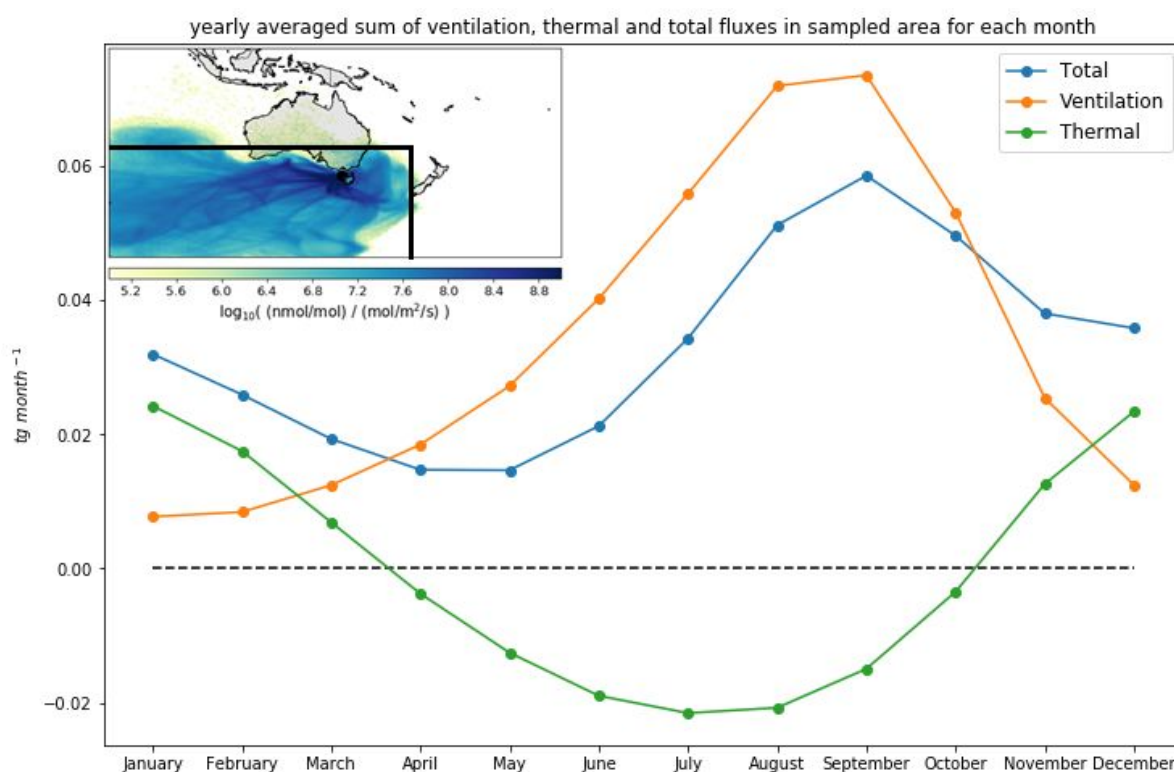 yearly averaged sum of ventilation, thermal and total fluxes in sampled area for each month
Total
Ventilation
Thermal
5.2 5.6 6.0 6.4 6.8 7.2 7.6 8.0 8.4 8.8
log₁₀( (nmol/mol) / (mol/m²/s) )
tg month⁻¹
0.06
0.04
0.02
0.00
−0.02
January February March April May June July August September October November December